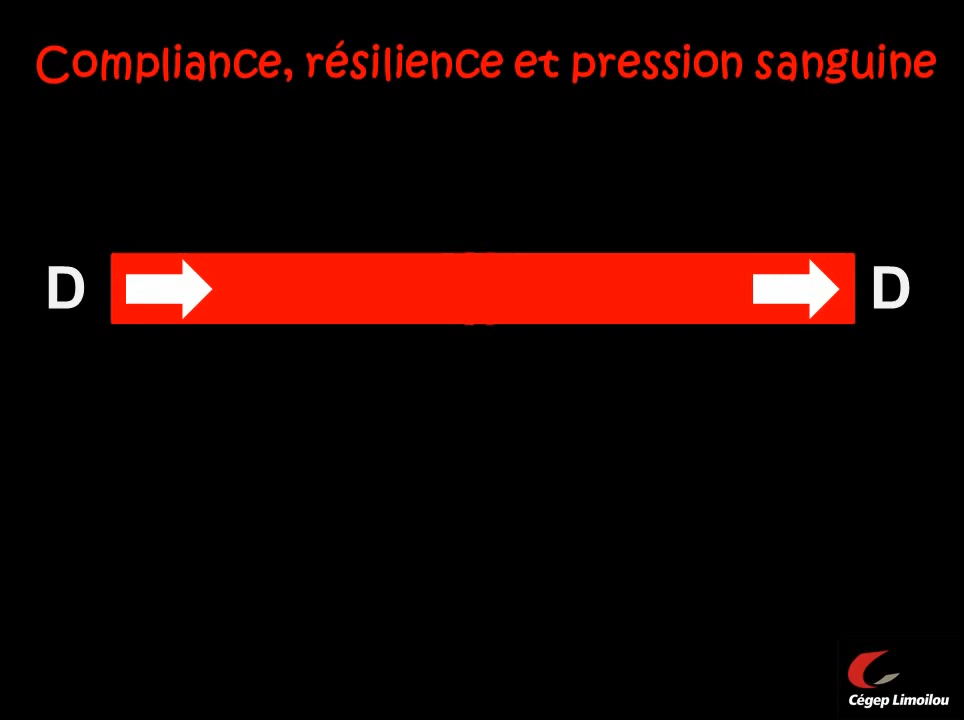 Compliance, résilience et pression sanguine
D
D
Cégep Limoilou